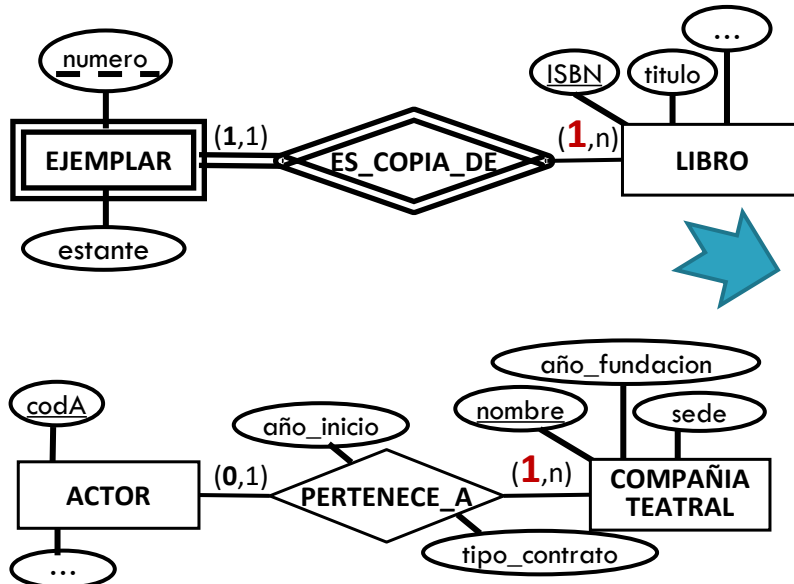 ...
numero
ISBN
titulo
(1,1)
(1,n)
EJEMPLAR
ES_COPIA_DE
LIBRO
estante
año_fundacion
codA
nombre
sede
año_inicio
(0,1)
(1,n)
ACTOR
PERTENECE_A
COMPAÑIA
TEATRAL
tipo_contrato
...